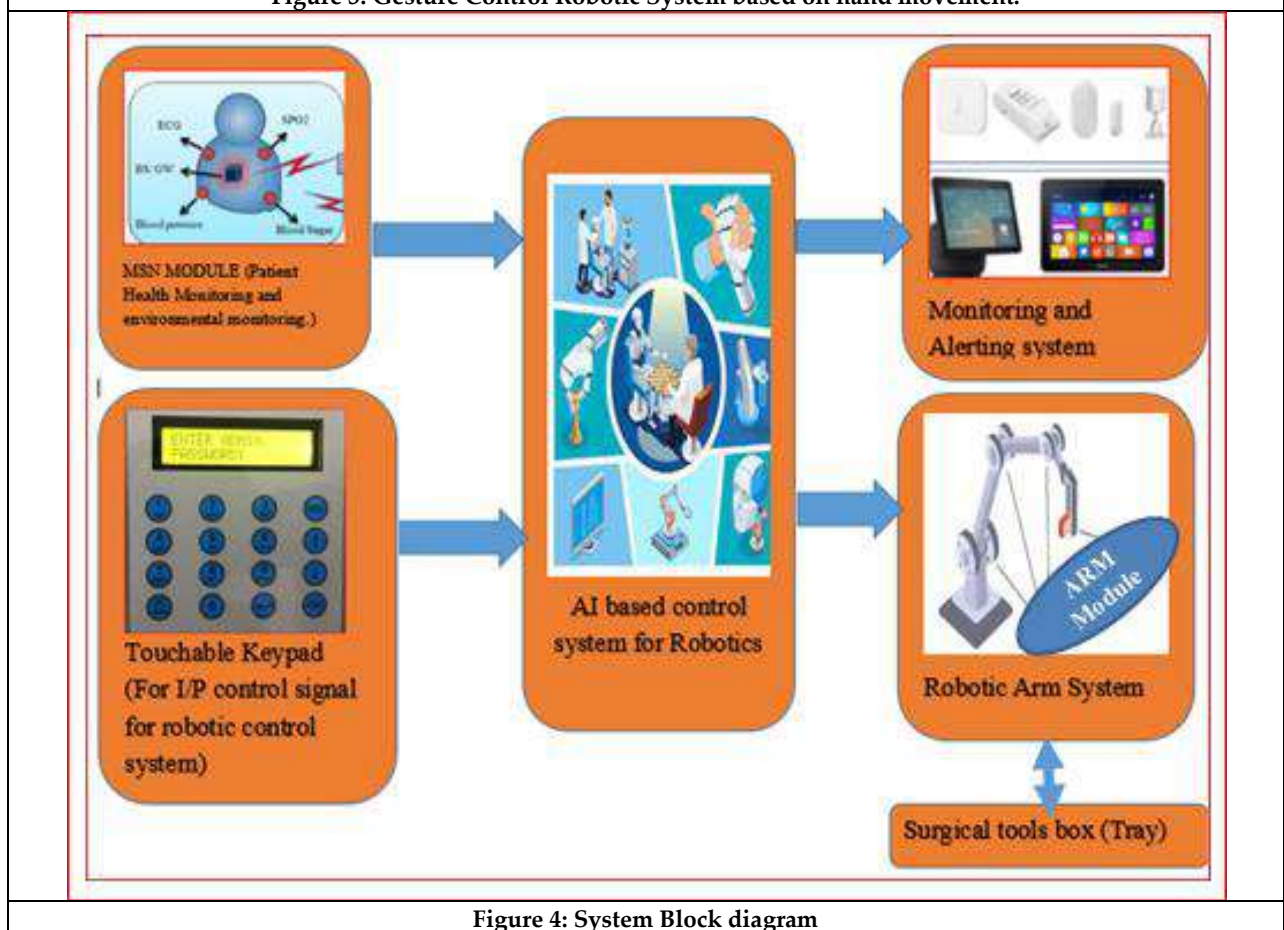 Figure 3: Gesture Control Robotic System based on hand movement.
ECG
SPO2
Blood pressure
Blood Sugar
MSN MODULE (Patient
Health Monitoring and
environmental monitoring.)
ENTER
PASSWORD
Touchable Keypad
(For I/P control signal
for robotic control
system)
AI based control
system for Robotics
Monitoring and
Alerting system
ARM
Module
Robotic Arm System
Surgical tools box (Tray)
Figure 4: System Block diagram